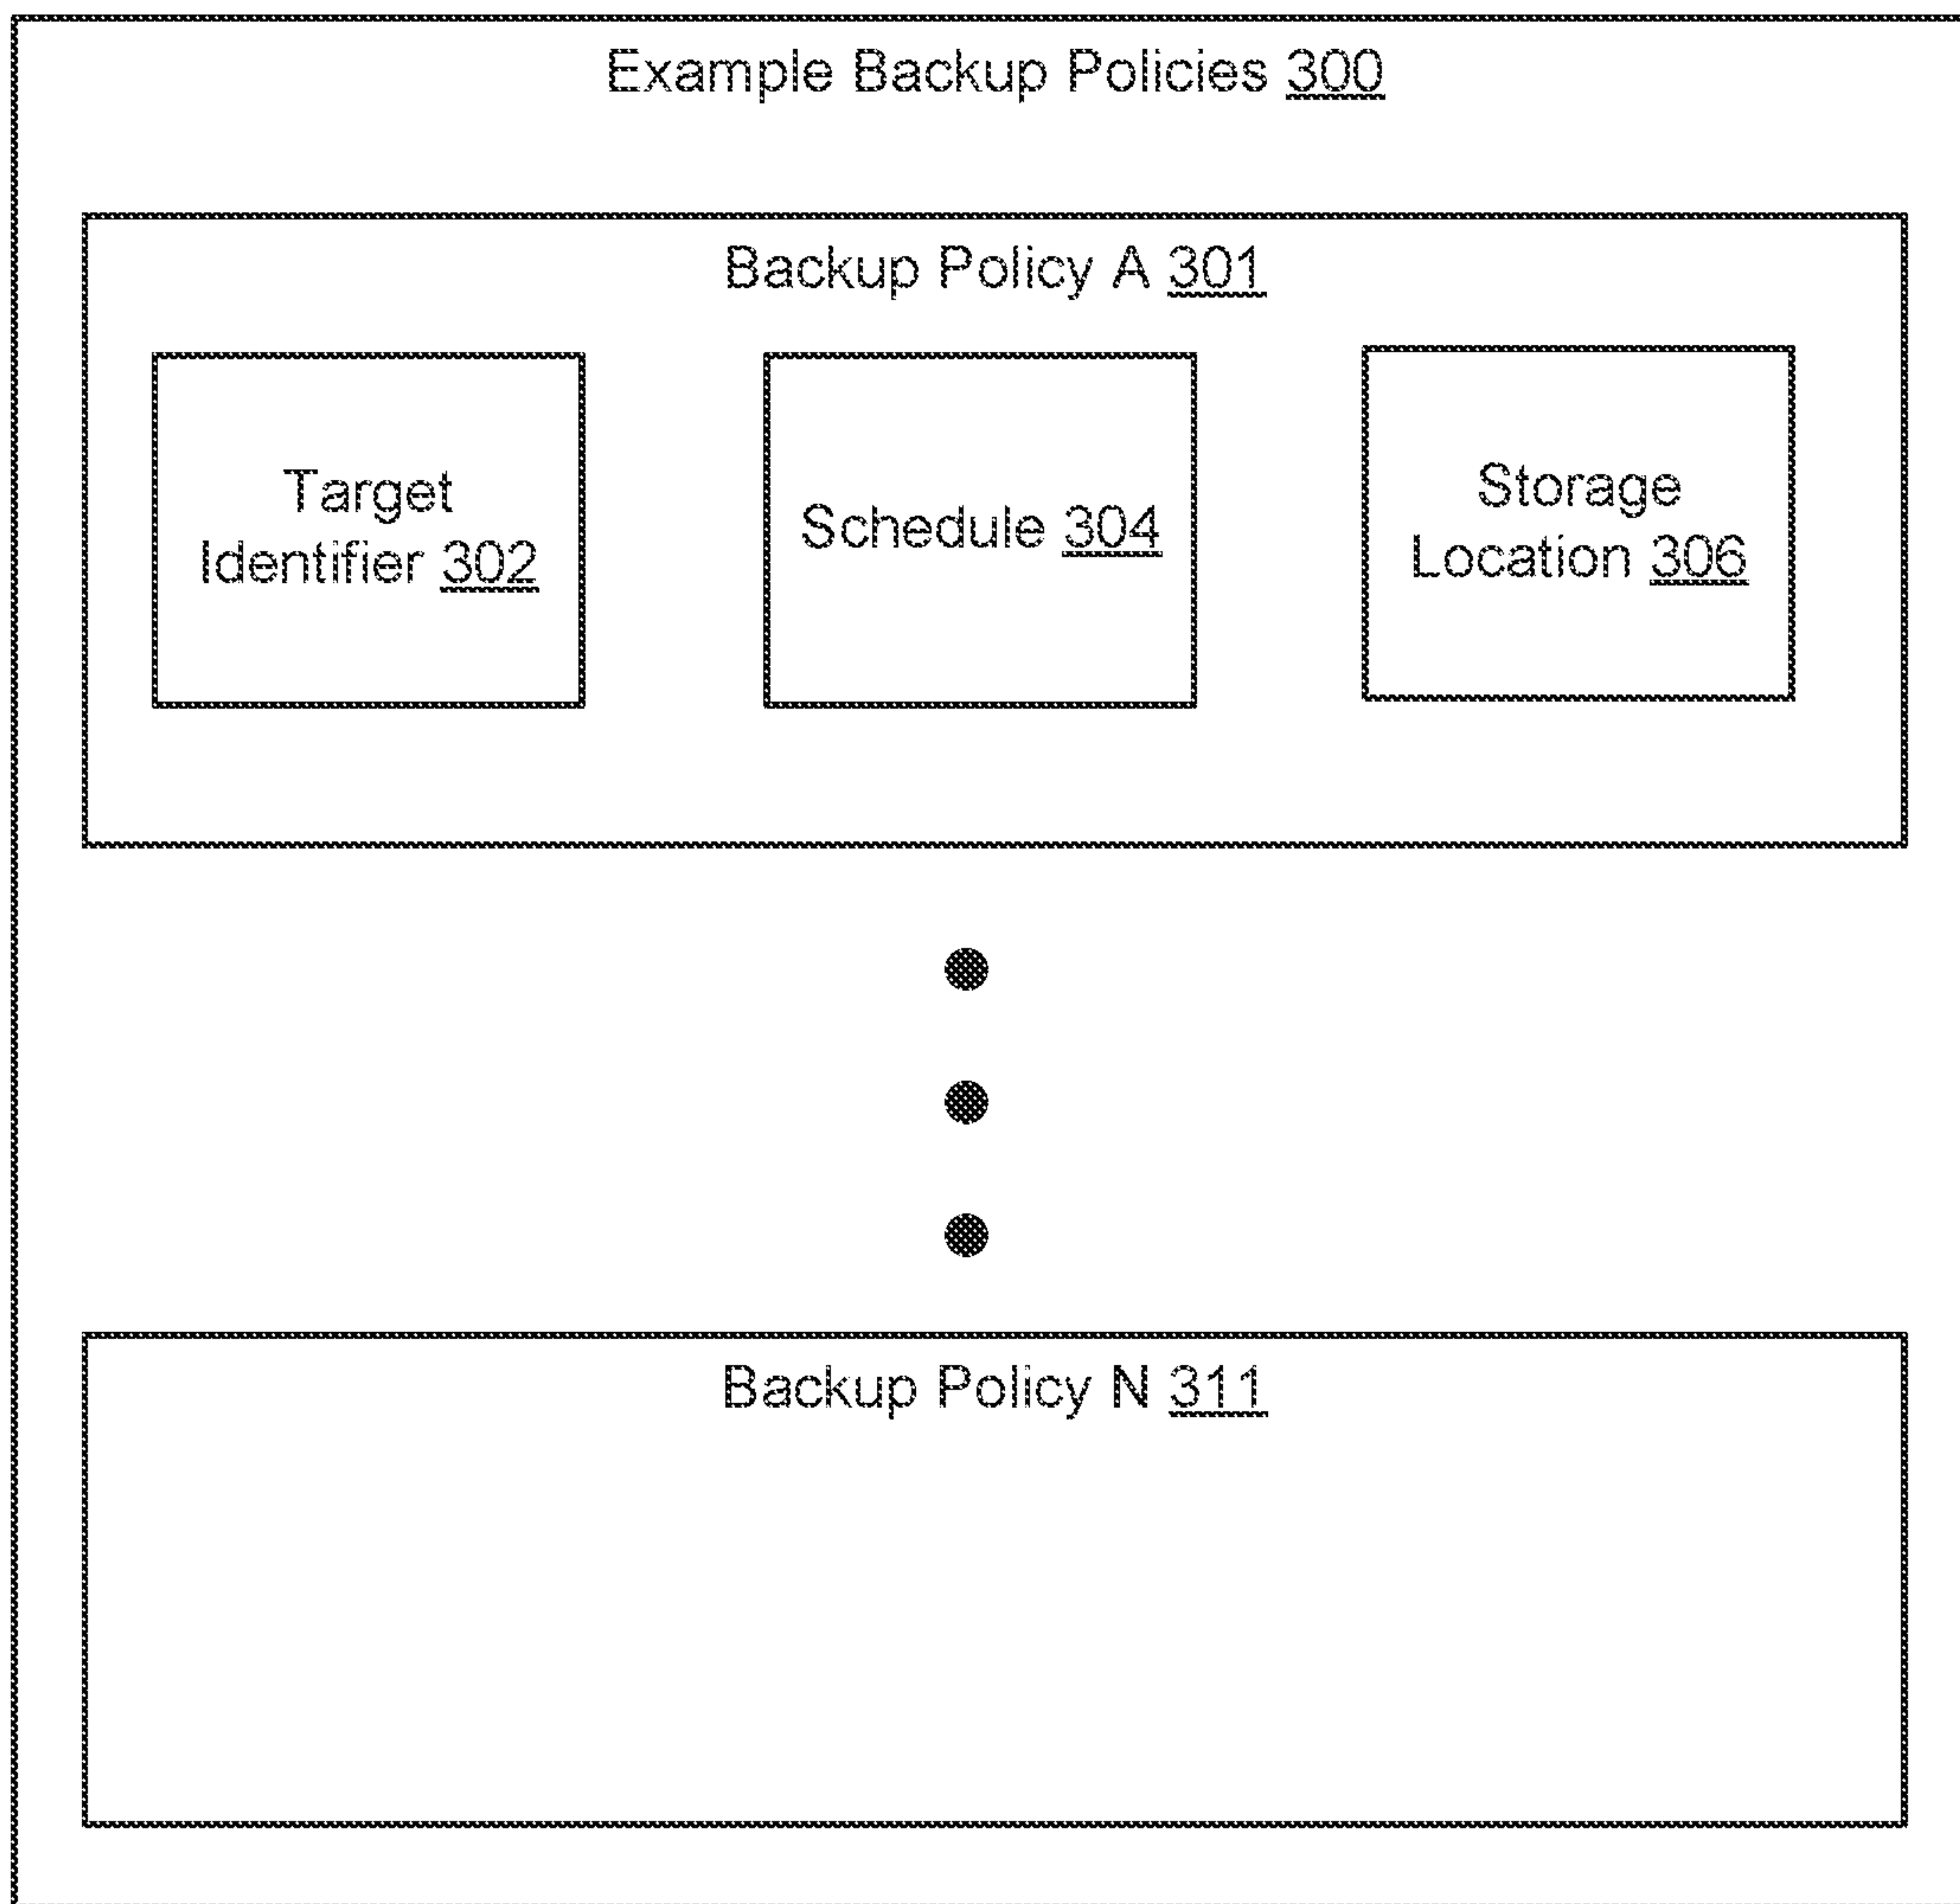 Example Backup Policies 300
Backup Policy A 301
Target
Identifier 302
Schedule 304
Storage
Location 306
Backup Policy N 311